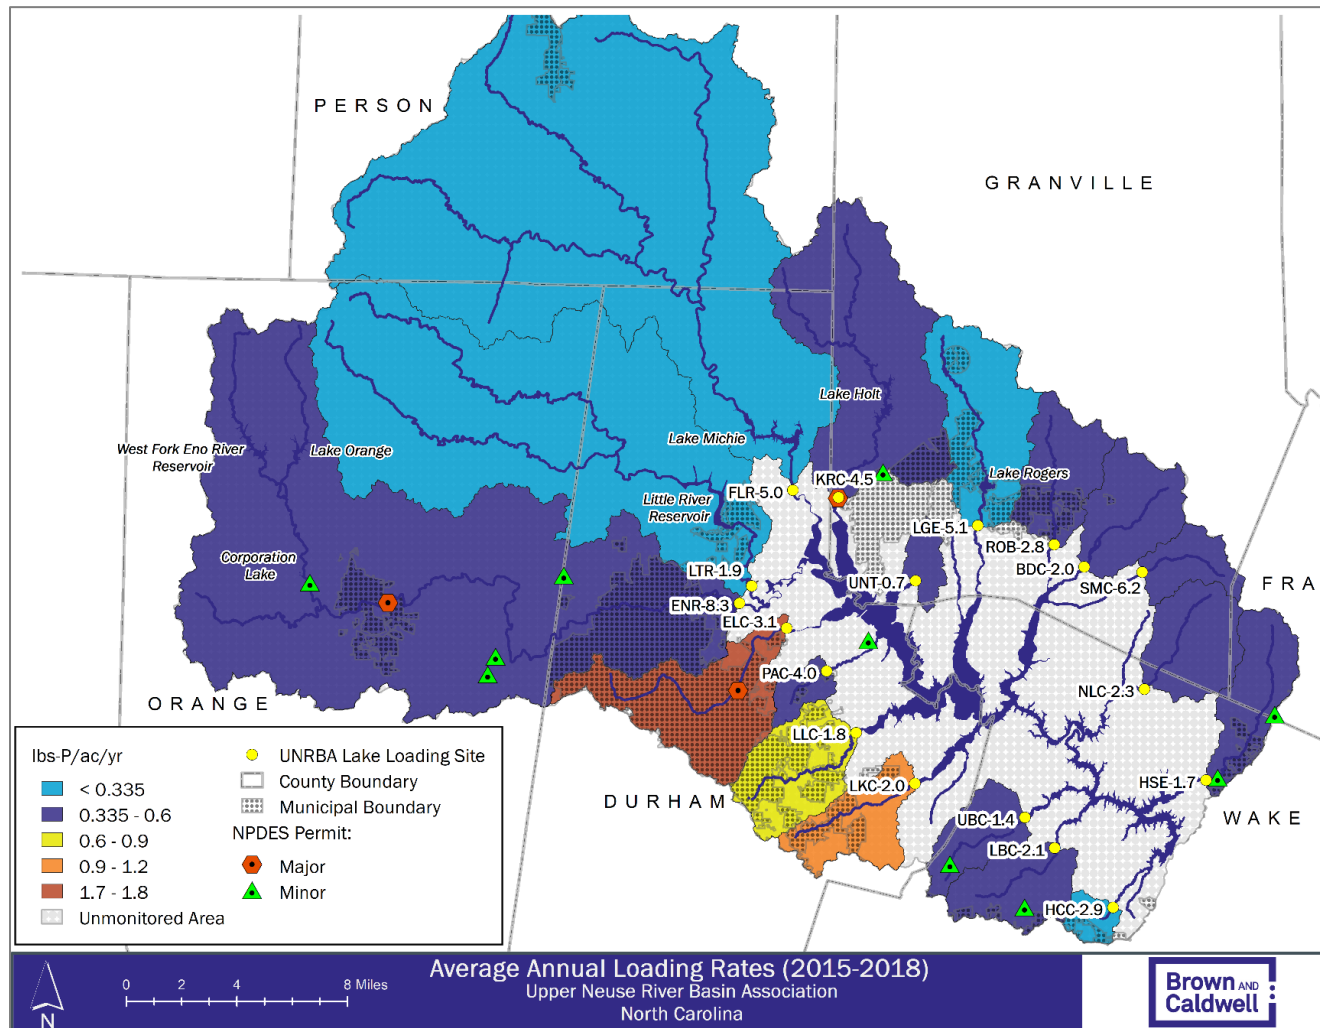 PERSON
GRANVILLE
Lake Holt
West Fork Eno River
Reservoir
Lake Orange
Lake Michie
Lake Rogers
KRC-4.5
FLR-5.0
Little River
Reservoir
LGE-5.1
ROB-2.8
Corporation
Lake
LTR-1.9
UNT-0.7
BDC-2.0
SMC-6.2
FRA
ENR-8.3
ELC-3.1
PAC-4.0
NLC-2.3
ORANGE
LLC-1.8
LKC-2.0
HSE-1.7
DURHAM
UBC-1.4
WAKE
LBC-2.1
HCC-2.9
lbs-P/ac/yr
< 0.335
0.335 - 0.6
0.6 - 0.9
0.9 - 1.2
1.7 - 1.8
Unmonitored Area
UNRBA Lake Loading Site
County Boundary
Municipal Boundary
NPDES Permit:
Major
Minor
N
0 2 4 8 Miles
Average Annual Loading Rates (2015-2018)
Upper Neuse River Basin Association
North Carolina
Brown AND
Caldwell